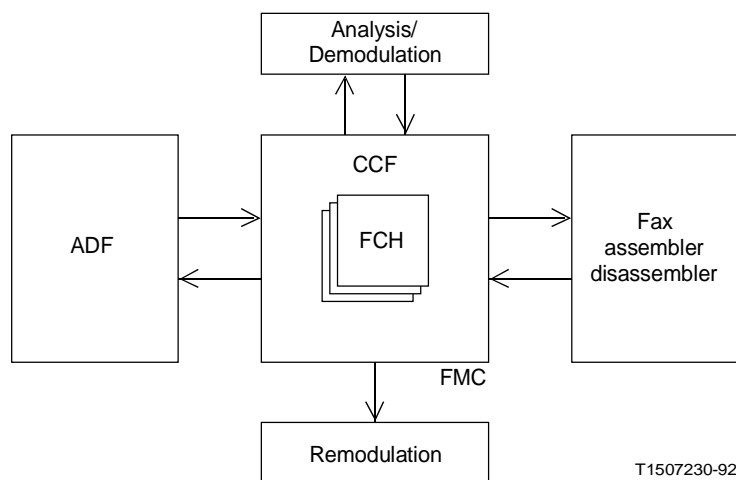 Analysis/
Demodulation
CCF
ADF
FCH
Fax
assembler
disassembler
FMC
Remodulation
T1507230-92